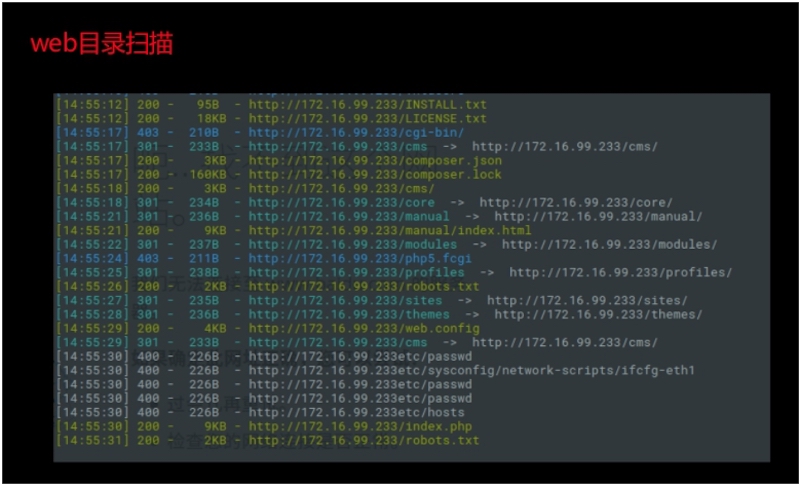 web目录扫描
[14:55:12] 200 -   95B  - http://172.16.99.233/INSTALL.txt
[14:55:12] 200 -   18KB - http://172.16.99.233/LICENSE.txt
[14:55:17] 403 -  210B  - http://172.16.99.233/cgi-bin/
[14:55:17] 301 -  233B  - http://172.16.99.233/cms  ->  http://172.16.99.233/cms/
[14:55:17] 200 -    3KB - http://172.16.99.233/composer.json
[14:55:17] 200 -  160KB - http://172.16.99.233/composer.lock
[14:55:18] 200 -    3KB - http://172.16.99.233/cms/
[14:55:18] 301 -  234B  - http://172.16.99.233/core  ->  http://172.16.99.233/core/
[14:55:21] 301 -  236B  - http://172.16.99.233/manual  ->  http://172.16.99.233/manual/
[14:55:21] 200 -    9KB - http://172.16.99.233/manual/index.html
[14:55:22] 301 -  237B  - http://172.16.99.233/modules  ->  http://172.16.99.233/modules/
[14:55:24] 403 -  211B  - http://172.16.99.233/php5.fcgi
[14:55:25] 301 -  238B  - http://172.16.99.233/profiles  ->  http://172.16.99.233/profiles/
[14:55:26] 200 -    2KB - http://172.16.99.233/robots.txt
[14:55:27] 301 -  235B  - http://172.16.99.233/sites  ->  http://172.16.99.233/sites/
[14:55:28] 301 -  236B  - http://172.16.99.233/themes  ->  http://172.16.99.233/themes/
[14:55:29] 200 -    4KB - http://172.16.99.233/web.config
[14:55:29] 301 -  233B  - http://172.16.99.233/cms  ->  http://172.16.99.233/cms/
[14:55:30] 400 -  226B  - http://172.16.99.233etc/passwd
[14:55:30] 400 -  226B  - http://172.16.99.233etc/sysconfig/network-scripts/ifcfg-eth1
[14:55:30] 400 -  226B  - http://172.16.99.233etc/passwd
[14:55:30] 400 -  226B  - http://172.16.99.233etc/passwd
[14:55:30] 400 -  226B  - http://172.16.99.233etc/hosts
[14:55:30] 200 -    9KB - http://172.16.99.233/index.php
[14:55:31] 200 -    2KB - http://172.16.99.233/robots.txt